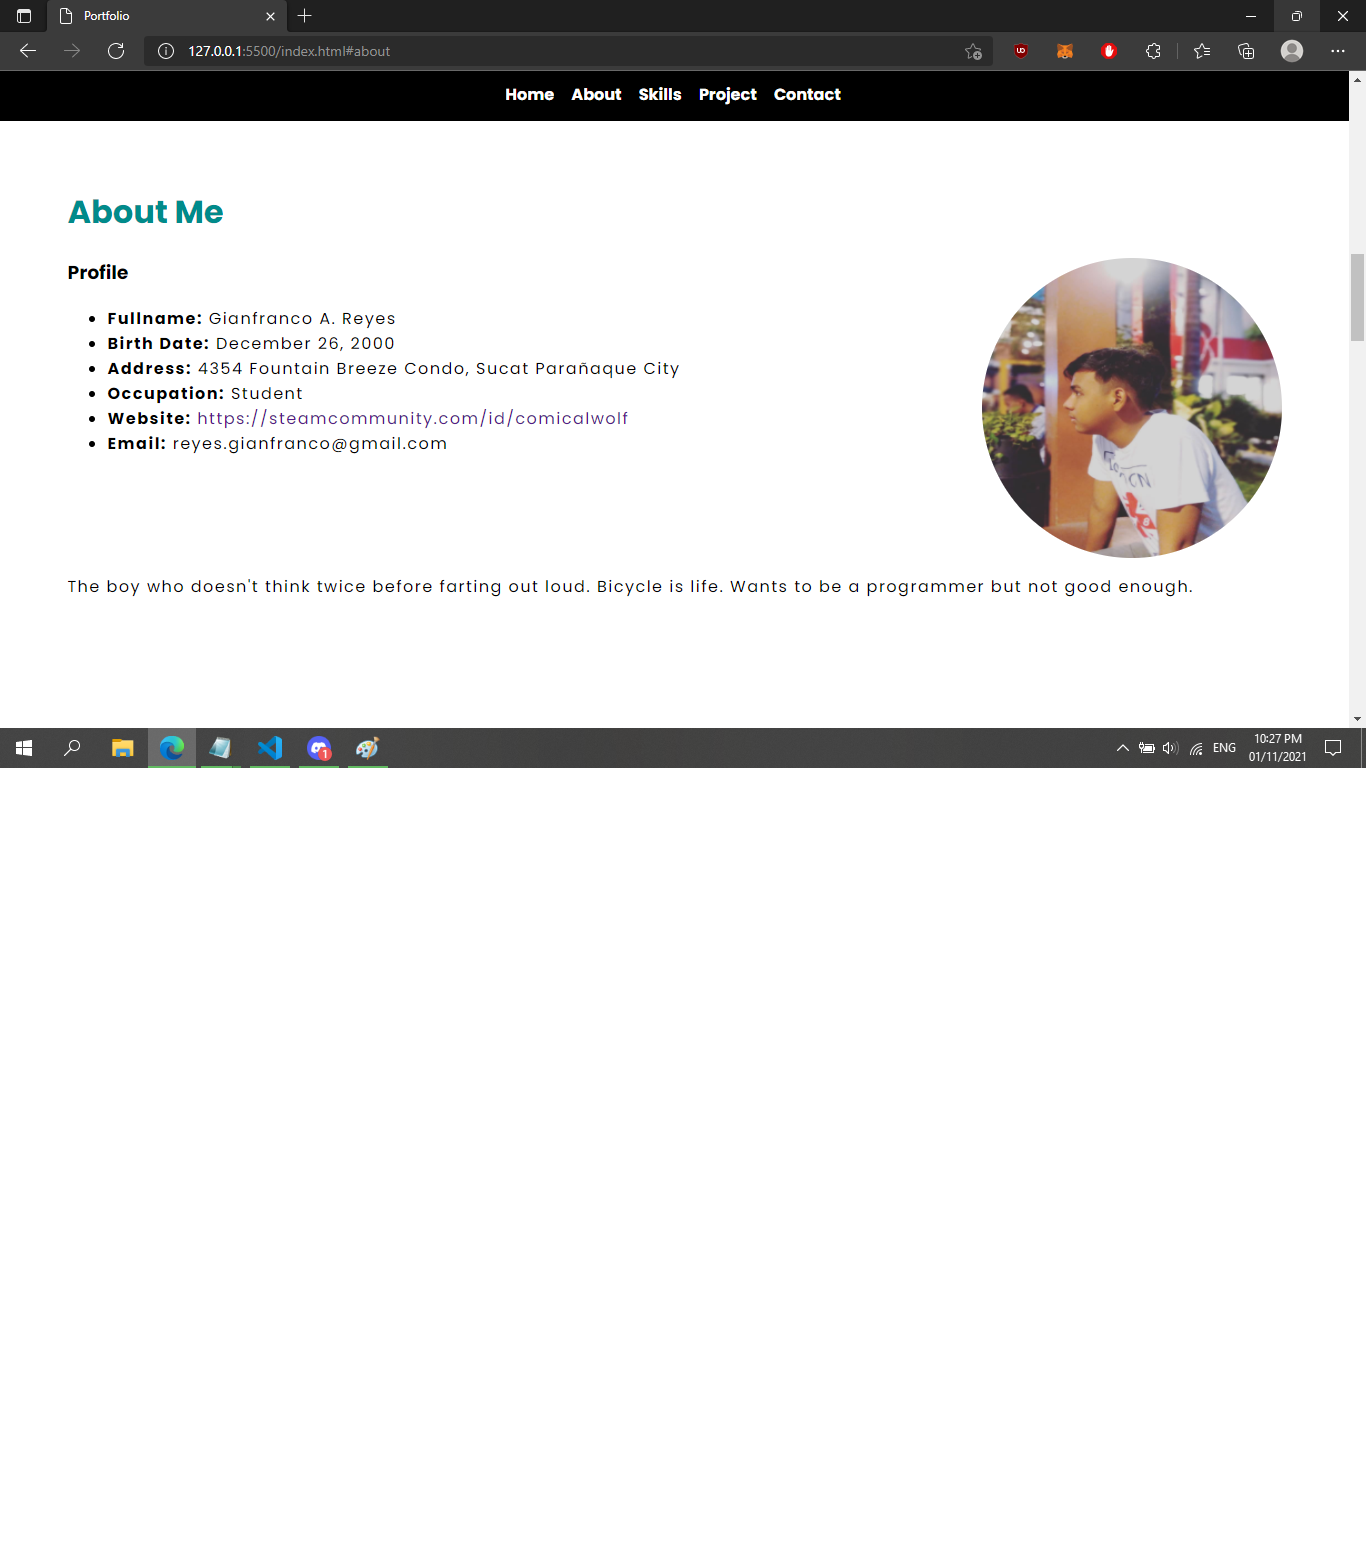 Portfolio
127.0.0.1:5500/index.html#about
Home About Skills Project Contact
About Me
Profile
Fullname: Gianfranco A. Reyes
Birth Date: December 26, 2000
Address: 4354 Fountain Breeze Condo, Sucat Parañaque City
Occupation: Student
Website: https://steamcommunity.com/id/comicalwolf
Email: reyes.gianfranco@gmail.com
The boy who doesn't think twice before farting out loud. Bicycle is life. Wants to be a programmer but not good enough.
1
ENG
10:27 PM
01/11/2021